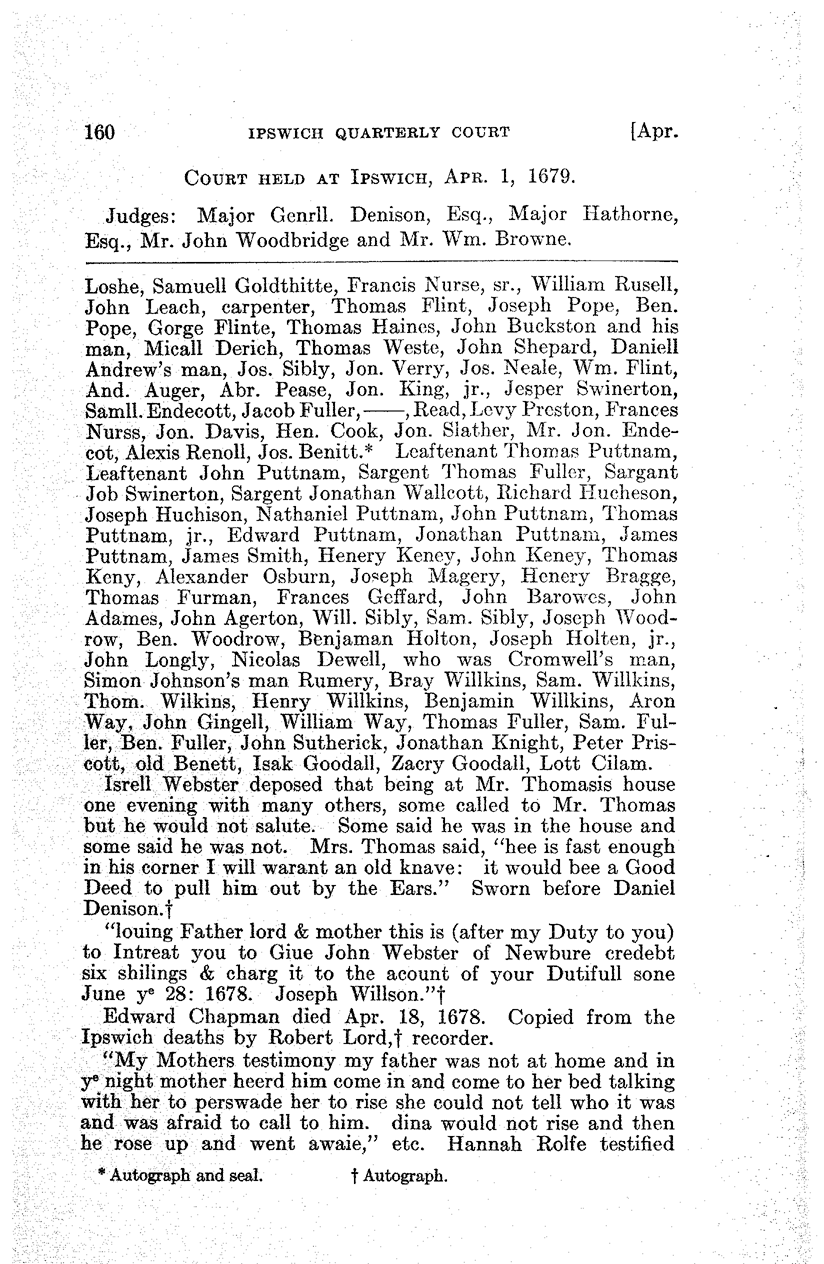 160 IPSWICH QUARTERLY COURT [Apr.
COURT HELD AT IPSWICH, APR. 1, 1679.
Judges: Major Genrll. Denison, Esq., Major Hathorne,
Esq., Mr. John Woodbridge and Mr. Wm. Browne.
Loshe, Samuell Goldthitte, Francis Nurse, sr., William Rusell,
John Leach, carpenter, Thomas Flint, Joseph Pope, Ben.
Pope, Gorge Flinte, Thomas Haines, John Buckston and his
man, Micall Derich, Thomas Weste, John Shepard, Daniell
Andrew's man, Jos. Sibly, Jon. Verry, Jos. Neale, Wm. Flint,
And. Auger, Abr. Pease, Jon. King, jr., Jesper Swinerton,
Samll. Endecott, Jacob Fuller, ——, Read, Levy Preston, Frances
Nurss, Jon. Davis, Hen. Cook, Jon. Slather, Mr. Jon. Ende-
cot, Alexis Renoll, Jos. Benitt.* Leaftenant Thomas Puttnam,
Leaftenant John Puttnam, Sargent Thomas Fuller, Sargant
Job Swinerton, Sargent Jonathan Wallcott, Richard Hucheson,
Joseph Huchison, Nathaniel Puttnam, John Puttnam, Thomas
Puttnam, jr., Edward Puttnam, Jonathan Puttnam, James
Puttnam, James Smith, Henery Keney, John Keney, Thomas
Keny, Alexander Osburn, Joseph Magery, Henery Bragge,
Thomas Furman, Frances Geffard, John Barowes, John
Adames, John Agerton, Will. Sibly, Sam. Sibly, Joseph Wood-
row, Ben. Woodrow, Benjaman Holton, Joseph Holten, jr.,
John Longly, Nicolas Dewell, who was Cromwell's man,
Simon Johnson's man Rumery, Bray Willkins, Sam. Willkins,
Thom. Wilkins, Henry Willkins, Benjamin Willkins, Aron
Way, John Gingell, William Way, Thomas Fuller, Sam. Ful-
ler, Ben. Fuller, John Sutherick, Jonathan Knight, Peter Pris-
cott, old Benett, Isak Goodall, Zacry Goodall, Lott Cilam.
Isrell Webster deposed that being at Mr. Thomasis house
one evening with many others, some called to Mr. Thomas
but he would not salute. Some said he was in the house and
some said he was not. Mrs. Thomas said, "hee is fast enough
in his corner I will warant an old knave: it would bee a Good
Deed to pull him out by the Ears." Sworn before Daniel
Denison.†
"louing Father lord & mother this is (after my Duty to you)
to Intreat you to Giue John Webster of Newbure credebt
six shilings & charg it to the acount of your Dutifull sone
June yᵉ 28: 1678. Joseph Willson."†
Edward Chapman died Apr. 18, 1678. Copied from the
Ipswich deaths by Robert Lord,† recorder.
"My Mothers testimony my father was not at home and in
yᵉ night mother heerd him come in and come to her bed talking
with her to perswade her to rise she could not tell who it was
and was afraid to call to him. dina would not rise and then
he rose up and went awaie," etc. Hannah Rolfe testified
* Autograph and seal. † Autograph.